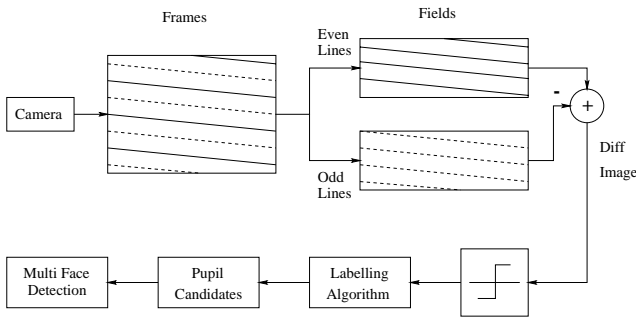 Frames
Fields
Even
Lines
Camera
-
+
Odd
Lines
Diff
Image
Multi Face
Detection
Pupil
Candidates
Labelling
Algorithm